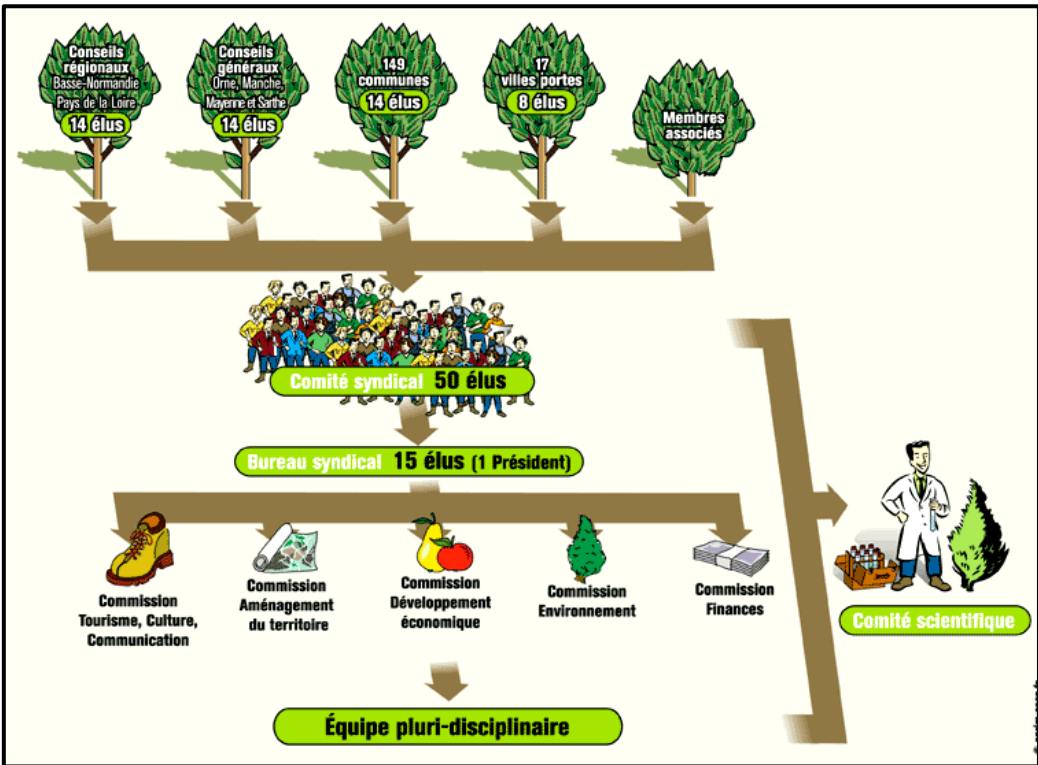 Conseils
régionaux
Basse-Normandie
Pays de la Loire
14 élus
Conseils
généraux
Orne, Manche,
Mayenne et Sarthe
14 élus
149
communes
14 élus
17
villes portes
8 élus
Membres
associés
Comité syndical 50 élus
Bureau syndical 15 élus (1 Président)
Commission
Tourisme, Culture,
Communication
Commission
Aménagement
du territoire
Commission
Développement
économique
Commission
Environnement
Commission
Finances
Comité scientifique
Équipe pluri-disciplinaire